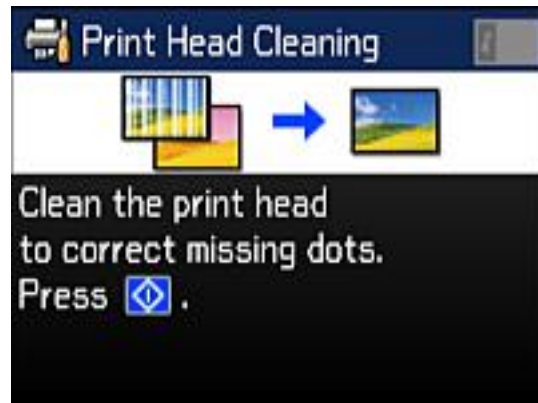 Print Head Cleaning
Clean the print head
to correct missing dots.
Press .